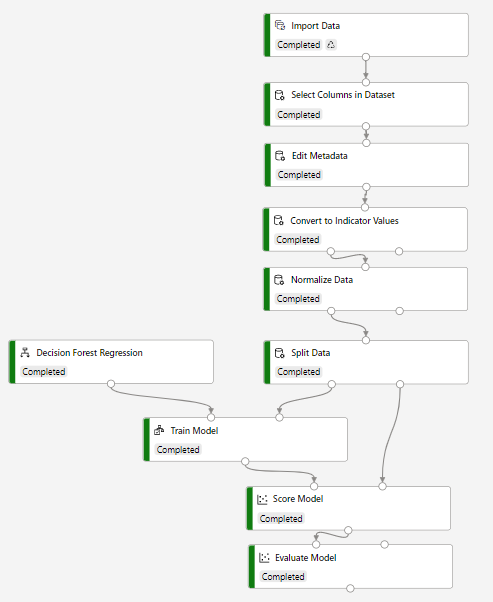 Import Data
Completed
Select Columns in Dataset
Completed
Edit Metadata
Completed
Convert to Indicator Values
Completed
Normalize Data
Completed
Decision Forest Regression
Completed
Split Data
Completed
Train Model
Completed
Score Model
Completed
Evaluate Model
Completed